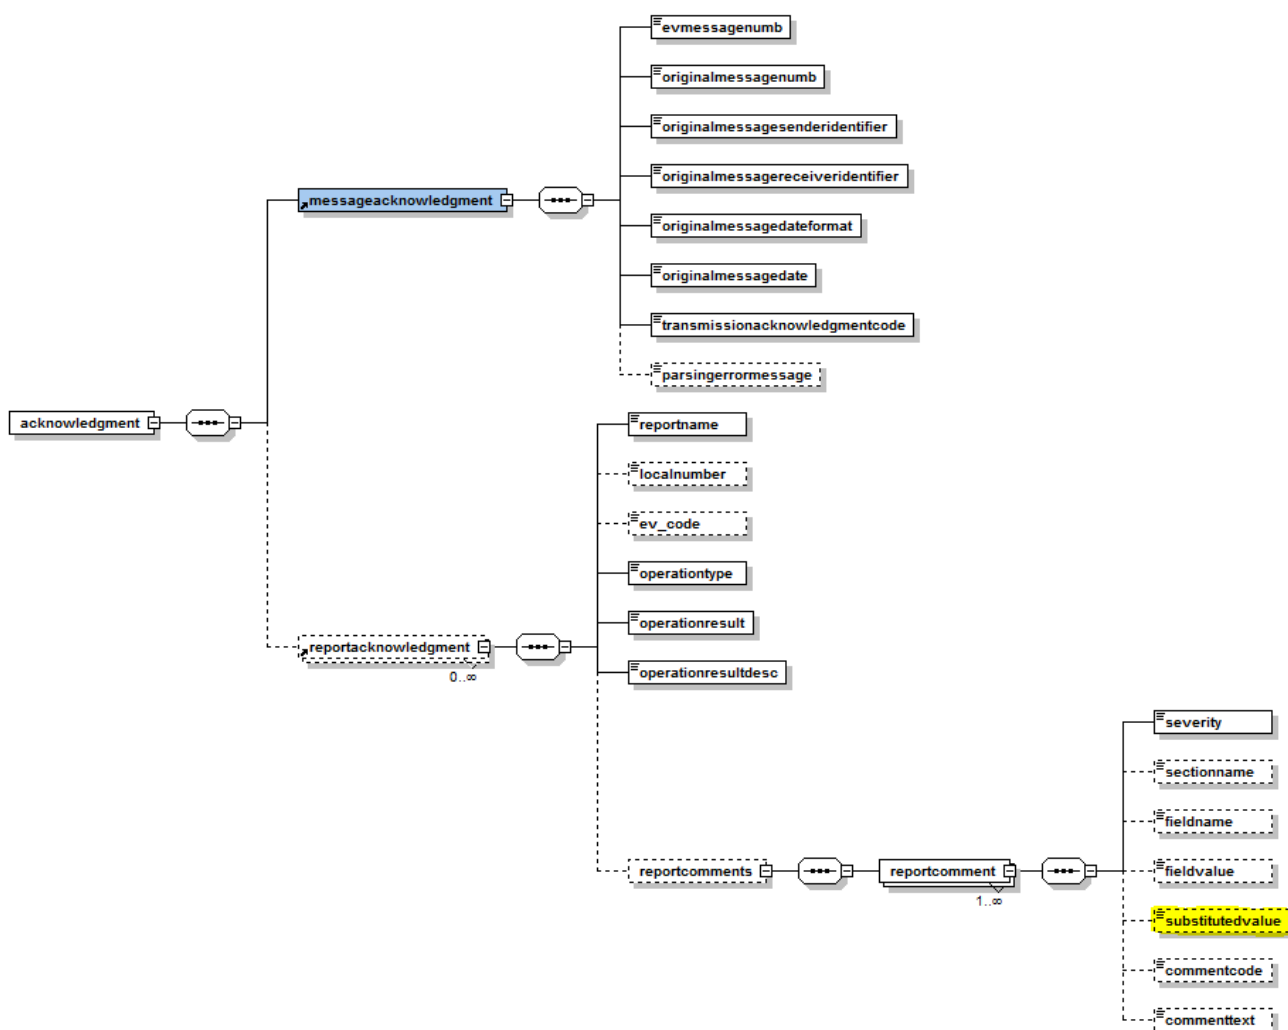 evmessagenumb
originalmessagenumb
originalmessagesenderidentifier
originalmessagereceiveridentifier
messageacknowledgment
originalmessagedateformat
originalmessagedate
transmissionacknowledgmentcode
parsingerrormessage
acknowledgment
reportname
localnumber
ev_code
operationtype
operationresult
reportacknowledgment
0..∞
operationresultdesc
severity
sectionname
fieldname
reportcomments
reportcomment
1..∞
fieldvalue
substitutedvalue
commentcode
commenttext